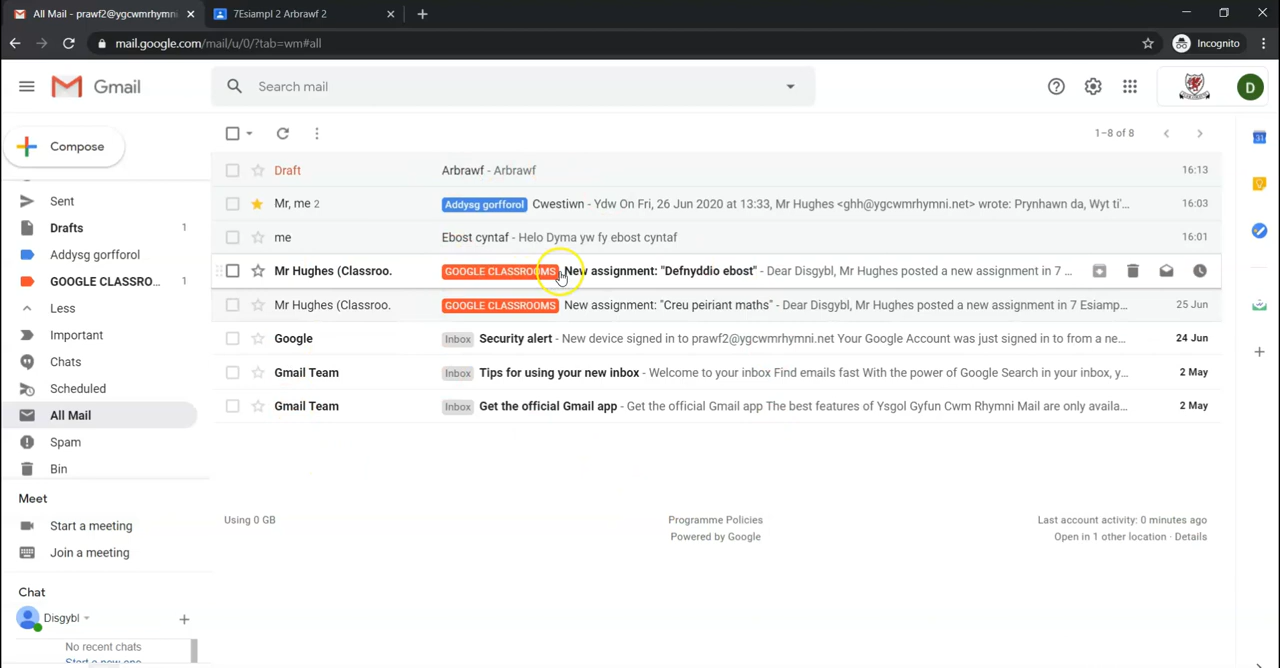 All Mail - prawf2@ygcwmrhymni
7Esiampl 2 Arbrawf 2
mail.google.com/mail/u/0/?tab=wm#all
Incognito
Gmail
Search mail
D
Compose
1–8 of 8
Sent
Drafts 1
Addysg gorfforol
GOOGLE CLASSRO... 1
Less
Important
Chats
Scheduled
All Mail
Spam
Bin
Draft Arbrawf - Arbrawf 16:13
Mr, me 2 Addysg gorfforol Cwestiwn - Ydw On Fri, 26 Jun 2020 at 13:33, Mr Hughes <ghh@ygcwmrhymni.net> wrote: Prynhawn da, Wyt ti'... 16:03
me Ebost cyntaf - Helo Dyma yw fy ebost cyntaf 16:01
Mr Hughes (Classroo. GOOGLE CLASSROOMS New assignment: "Defnyddio ebost" - Dear Disgybl, Mr Hughes posted a new assignment in 7 ...
Mr Hughes (Classroo. GOOGLE CLASSROOMS New assignment: "Creu peiriant maths" - Dear Disgybl, Mr Hughes posted a new assignment in 7 Esiamp... 25 Jun
Google Inbox Security alert - New device signed in to prawf2@ygcwmrhymni.net Your Google Account was just signed in to from a ne... 24 Jun
Gmail Team Inbox Tips for using your new inbox - Welcome to your inbox Find emails fast With the power of Google Search in your inbox, y... 2 May
Gmail Team Inbox Get the official Gmail app - Get the official Gmail app The best features of Ysgol Gyfun Cwm Rhymni Mail are only availa... 2 May
Meet
Start a meeting
Join a meeting
Chat
Disgybl
No recent chats
Start a new one
Using 0 GB
Programme Policies
Powered by Google
Last account activity: 0 minutes ago
Open in 1 other location · Details
31